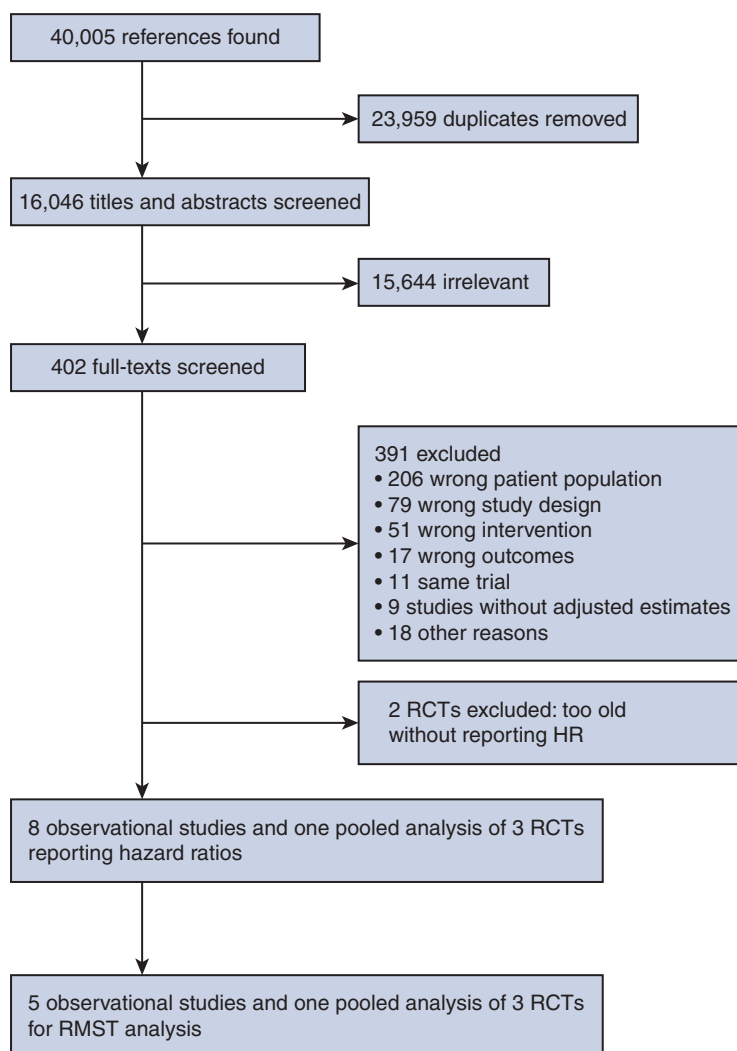 40,005 references found
23,959 duplicates removed
16,046 titles and abstracts screened
15,644 irrelevant
402 full-texts screened
391 excluded
• 206 wrong patient population
• 79 wrong study design
• 51 wrong intervention
• 17 wrong outcomes
• 11 same trial
• 9 studies without adjusted estimates
• 18 other reasons
2 RCTs excluded: too old
without reporting HR
8 observational studies and one pooled analysis of 3 RCTs
reporting hazard ratios
5 observational studies and one pooled analysis of 3 RCTs
for RMST analysis